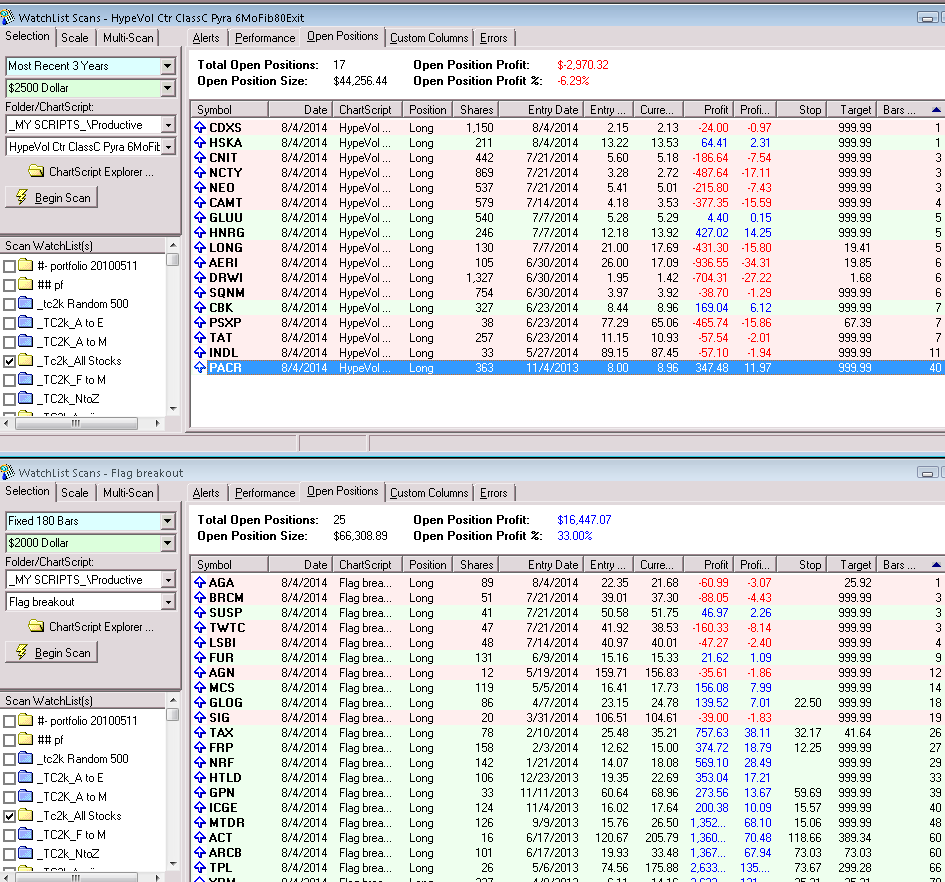 WatchList Scans - HypeVol Ctr ClassC Pyra 6MoFib80Exit
Selection Scale Multi-Scan
Alerts Performance Open Positions Custom Columns Errors
Most Recent 3 Years
$2500 Dollar
Folder/ChartScript:
_MY SCRIPTS_\Productive
HypeVol Ctr ClassC Pyra 6MoFib
ChartScript Explorer ...
Begin Scan
Scan WatchList(s)
#- portfolio 20100511
## pf
_tc2k Random 500
_TC2k_A to E
_TC2K_A to M
_Tc2k_All Stocks
_TC2K_F to M
_TC2k_NtoZ
Total Open Positions: 17 Open Position Profit: $-2,970.32
Open Position Size: $44,256.44 Open Position Profit %: -6.29%
Symbol Date ChartScript Position Shares Entry Date Entry ... Curre... Profit Profi... Stop Target Bars ...
CDXS 8/4/2014 HypeVol ... Long 1,150 8/4/2014 2.15 2.13 -24.00 -0.97 999.99 1
HSKA 8/4/2014 HypeVol ... Long 211 8/4/2014 13.22 13.53 64.41 2.31 999.99 1
CNIT 8/4/2014 HypeVol ... Long 442 7/21/2014 5.60 5.18 -186.64 -7.54 999.99 3
NCTY 8/4/2014 HypeVol ... Long 869 7/21/2014 3.28 2.72 -487.64 -17.11 999.99 3
NEO 8/4/2014 HypeVol ... Long 537 7/21/2014 5.41 5.01 -215.80 -7.43 999.99 3
CAMT 8/4/2014 HypeVol ... Long 579 7/14/2014 4.18 3.53 -377.35 -15.59 999.99 4
GLUU 8/4/2014 HypeVol ... Long 540 7/7/2014 5.28 5.29 4.40 0.15 999.99 5
HNRG 8/4/2014 HypeVol ... Long 246 7/7/2014 12.18 13.92 427.02 14.25 999.99 5
LONG 8/4/2014 HypeVol ... Long 130 7/7/2014 21.00 17.69 -431.30 -15.80 19.41 5
AERI 8/4/2014 HypeVol ... Long 105 6/30/2014 26.00 17.09 -936.55 -34.31 19.85 6
DRWI 8/4/2014 HypeVol ... Long 1,327 6/30/2014 1.95 1.42 -704.31 -27.22 1.68 6
SQNM 8/4/2014 HypeVol ... Long 754 6/30/2014 3.97 3.92 -38.70 -1.29 999.99 6
CBK 8/4/2014 HypeVol ... Long 327 6/23/2014 8.44 8.96 169.04 6.12 999.99 7
PSXP 8/4/2014 HypeVol ... Long 38 6/23/2014 77.29 65.06 -465.74 -15.86 67.39 7
TAT 8/4/2014 HypeVol ... Long 257 6/23/2014 11.15 10.93 -57.54 -2.01 999.99 7
INDL 8/4/2014 HypeVol ... Long 33 5/27/2014 89.15 87.45 -57.10 -1.94 999.99 11
PACR 8/4/2014 HypeVol ... Long 363 11/4/2013 8.00 8.96 347.48 11.97 999.99 40
WatchList Scans - Flag breakout
Selection Scale Multi-Scan
Alerts Performance Open Positions Custom Columns Errors
Fixed 180 Bars
$2000 Dollar
Folder/ChartScript:
_MY SCRIPTS_\Productive
Flag breakout
ChartScript Explorer ...
Begin Scan
Scan WatchList(s)
#- portfolio 20100511
## pf
_tc2k Random 500
_TC2k_A to E
_TC2K_A to M
_Tc2k_All Stocks
_TC2K_F to M
_TC2k_NtoZ
Total Open Positions: 25 Open Position Profit: $16,447.07
Open Position Size: $66,308.89 Open Position Profit %: 33.00%
Symbol Date ChartScript Position Shares Entry Date Entry ... Curre... Profit Profi... Stop Target Bars ...
AGA 8/4/2014 Flag brea... Long 89 8/4/2014 22.35 21.68 -60.99 -3.07 25.92 1
BRCM 8/4/2014 Flag brea... Long 51 7/21/2014 39.01 37.30 -88.05 -4.43 999.99 3
SUSP 8/4/2014 Flag brea... Long 41 7/21/2014 50.58 51.75 46.97 2.26 999.99 3
TWTC 8/4/2014 Flag brea... Long 47 7/21/2014 41.92 38.53 -160.33 -8.14 999.99 3
LSBI 8/4/2014 Flag brea... Long 48 7/14/2014 40.97 40.01 -47.27 -2.40 999.99 4
FUR 8/4/2014 Flag brea... Long 131 6/9/2014 15.16 15.33 21.62 1.09 999.99 9
AGN 8/4/2014 Flag brea... Long 12 5/19/2014 159.71 156.83 -35.61 -1.86 999.99 12
MCS 8/4/2014 Flag brea... Long 119 5/5/2014 16.41 17.73 156.08 7.99 999.99 14
GLOG 8/4/2014 Flag brea... Long 86 4/7/2014 23.15 24.78 139.52 7.01 22.50 999.99 18
SIG 8/4/2014 Flag brea... Long 20 3/31/2014 106.51 104.61 -39.00 -1.83 999.99 19
TAX 8/4/2014 Flag brea... Long 78 2/10/2014 25.48 35.21 757.63 38.11 32.17 41.64 26
FRP 8/4/2014 Flag brea... Long 158 2/3/2014 12.62 15.00 374.72 18.79 12.25 999.99 27
NRF 8/4/2014 Flag brea... Long 142 1/21/2014 14.07 18.08 569.10 28.49 999.99 29
HTLD 8/4/2014 Flag brea... Long 106 12/23/2013 19.35 22.69 353.04 17.21 999.99 33
GPN 8/4/2014 Flag brea... Long 33 11/11/2013 60.64 68.96 273.56 13.67 59.69 999.99 39
ICGE 8/4/2014 Flag brea... Long 124 11/4/2013 16.02 17.64 200.38 10.09 15.57 999.99 40
MTDR 8/4/2014 Flag brea... Long 126 9/9/2013 15.76 26.50 1,352... 68.10 15.06 999.99 48
ACT 8/4/2014 Flag brea... Long 16 6/17/2013 120.67 205.79 1,360... 70.48 118.66 389.34 60
ARCB 8/4/2014 Flag brea... Long 101 6/17/2013 19.93 33.48 1,367... 67.94 73.03 73.03 60
TPL 8/4/2014 Flag brea... Long 26 5/6/2013 74.56 175.88 2,633... 135.... 73.67 299.28 66